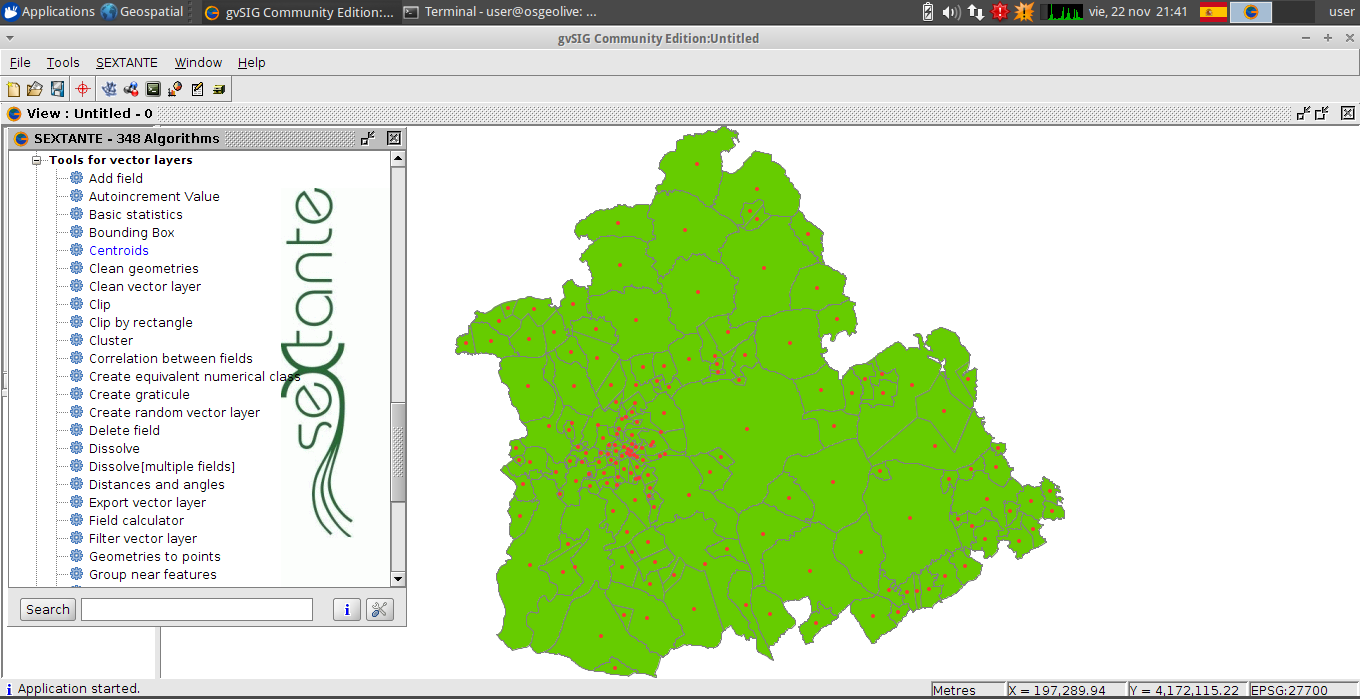 Applications Geospatial gvSIG Community Edition:... Terminal - user@osgeolive: ... vie, 22 nov 21:41 user
gvSIG Community Edition:Untitled
File Tools SEXTANTE Window Help
View : Untitled - 0
SEXTANTE - 348 Algorithms
Tools for vector layers
Add field
Autoincrement Value
Basic statistics
Bounding Box
Centroids
Clean geometries
Clean vector layer
Clip
Clip by rectangle
Cluster
Correlation between fields
Create equivalent numerical class
Create graticule
Create random vector layer
Delete field
Dissolve
Dissolve[multiple fields]
Distances and angles
Export vector layer
Field calculator
Filter vector layer
Geometries to points
Group near features
sextante
Search
Application started.
Metres X = 197,289.94 Y = 4,172,115.22 EPSG:27700